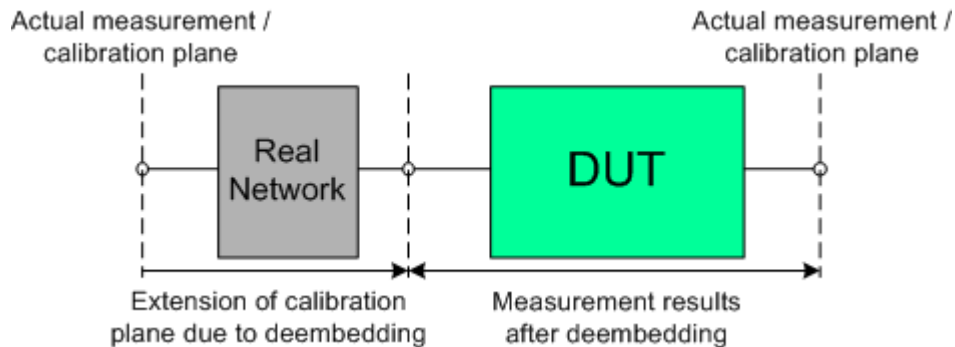 Actual measurement /
calibration plane
Actual measurement /
calibration plane
Real
Network
DUT
Extension of calibration
plane due to deembedding
Measurement results
after deembedding